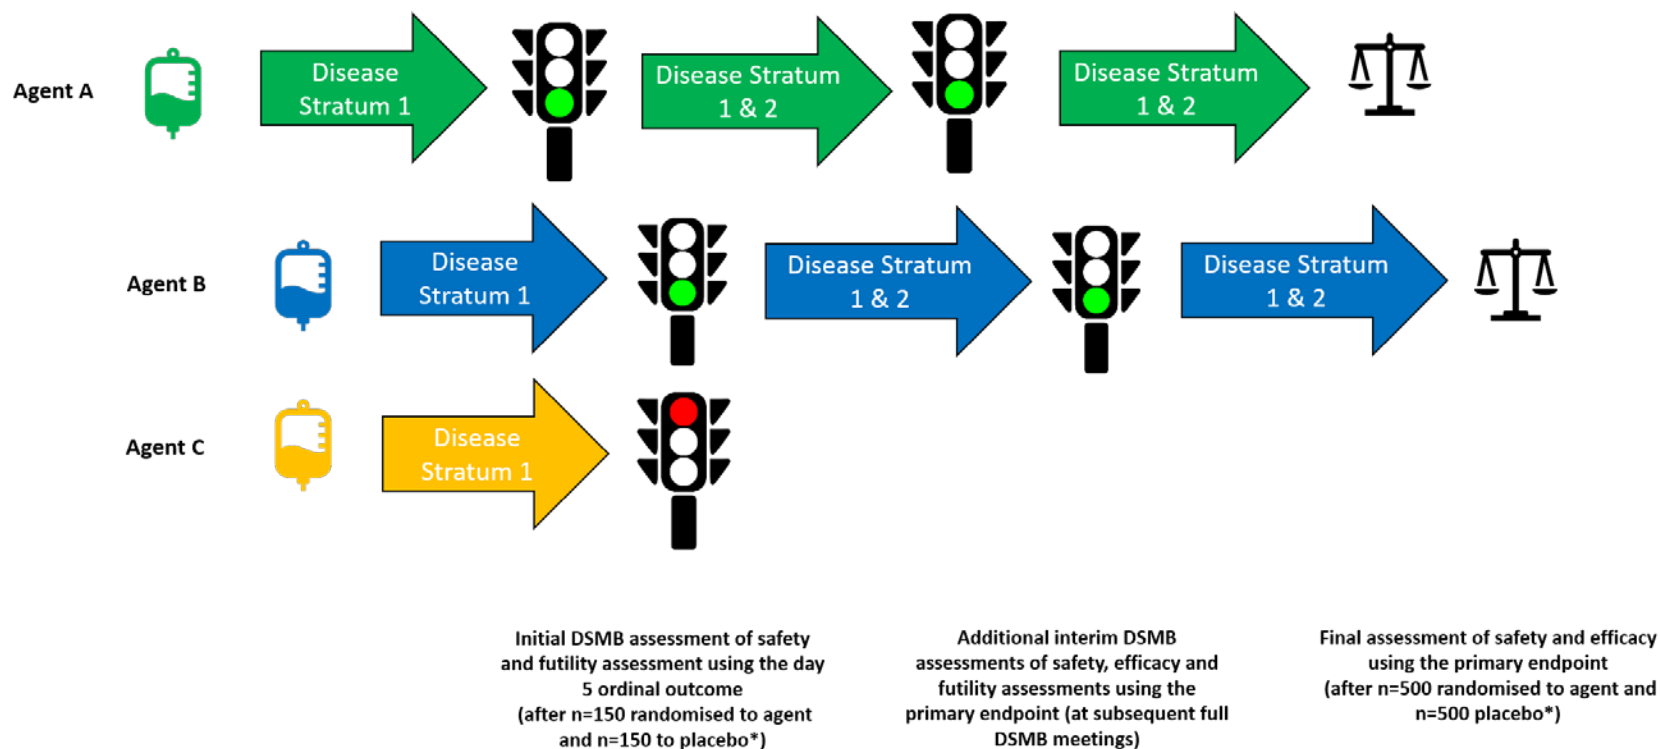 Agent A
Disease
Stratum 1
Disease Stratum
1 & 2
Disease Stratum
1 & 2
Agent B
Disease
Stratum 1
Disease Stratum
1 & 2
Disease Stratum
1 & 2
Agent C
Disease
Stratum 1
Initial DSMB assessment of safety
and futility assessment using the day
5 ordinal outcome
(after n=150 randomised to agent
and n=150 to placebo*)
Additional interim DSMB
assessments of safety, efficacy and
futility assessments using the
primary endpoint (at subsequent full
DSMB meetings)
Final assessment of safety and efficacy
using the primary endpoint
(after n=500 randomised to agent and
n=500 placebo*)